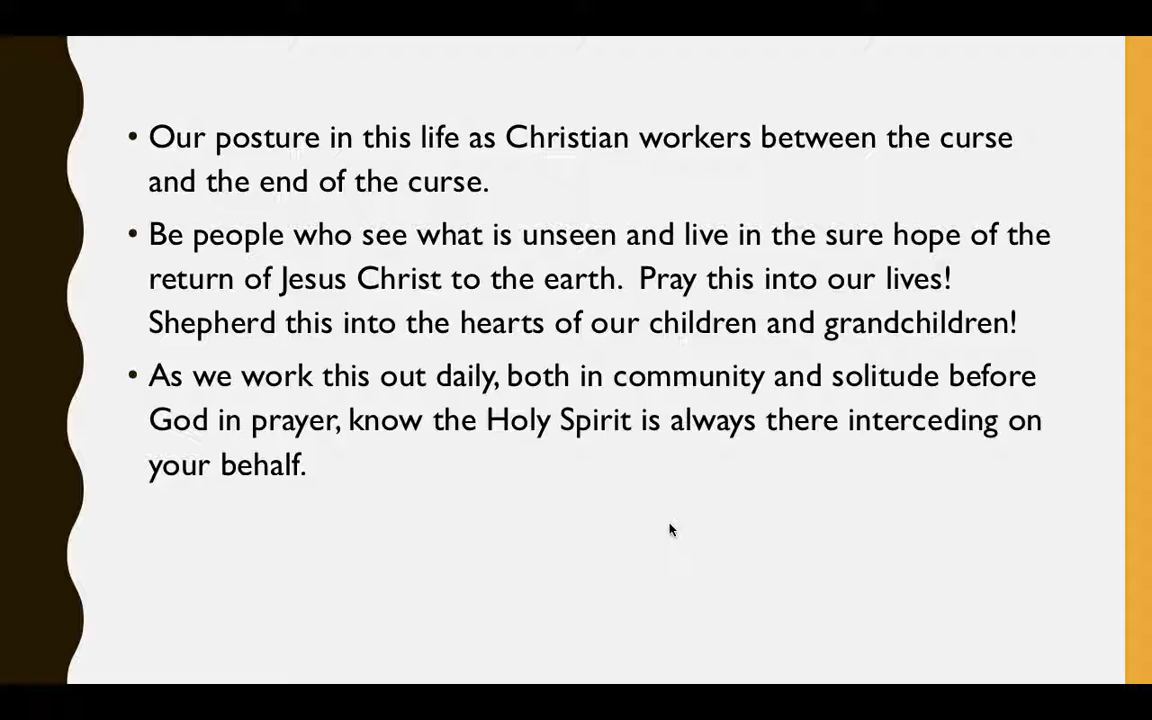 • Our posture in this life as Christian workers between the curse
and the end of the curse.
• Be people who see what is unseen and live in the sure hope of the
return of Jesus Christ to the earth.  Pray this into our lives!
Shepherd this into the hearts of our children and grandchildren!
• As we work this out daily, both in community and solitude before
God in prayer, know the Holy Spirit is always there interceding on
your behalf.